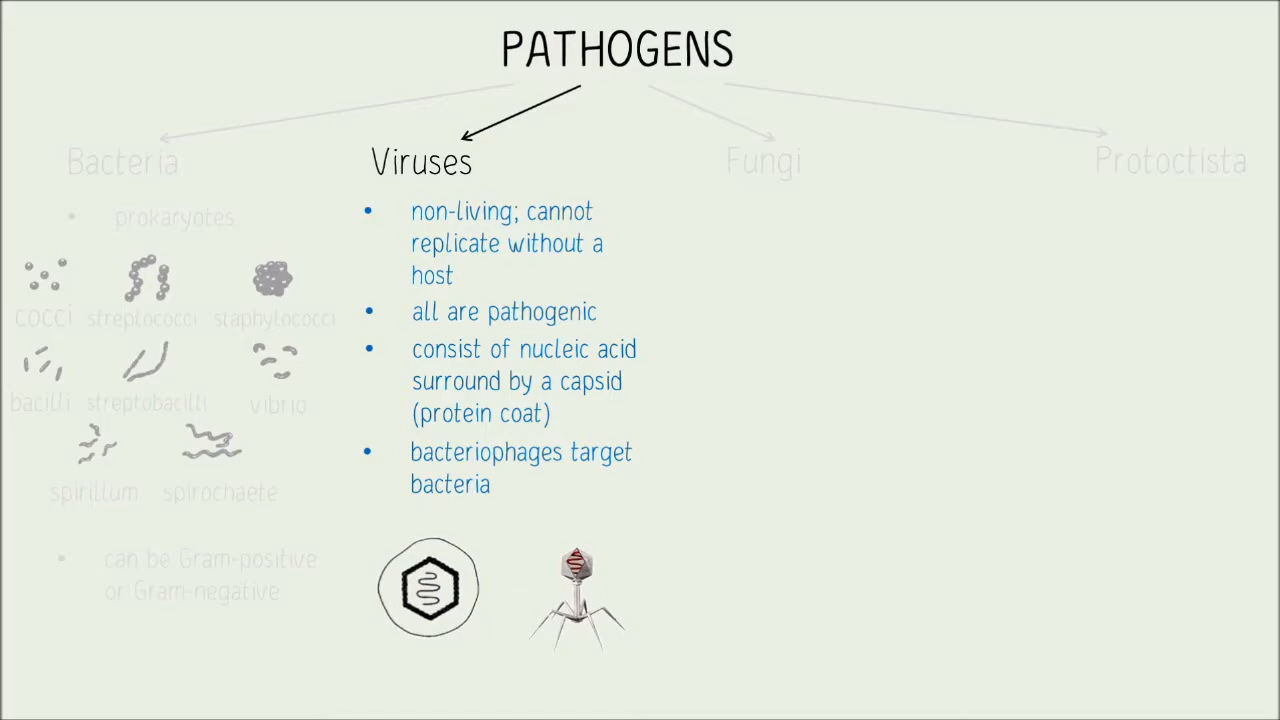 PATHOGENS
Bacteria
Viruses
Fungi
Protoctista
• prokaryotes
cocci streptococci staphylococci
bacilli streptobacilli vibrio
spirillum spirochaete
• can be Gram-positive
or Gram-negative
• non-living; cannot
replicate without a
host
• all are pathogenic
• consist of nucleic acid
surround by a capsid
(protein coat)
• bacteriophages target
bacteria